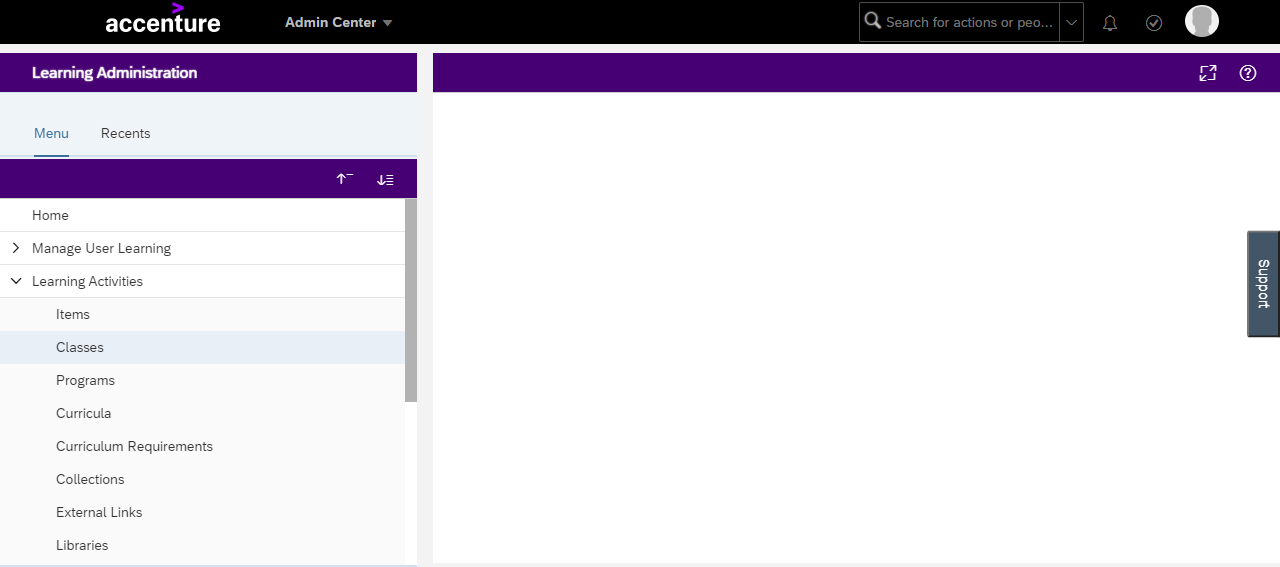 accenture
Admin Center
Search for actions or peo...
Learning Administration
Menu
Recents
Home
Manage User Learning
Learning Activities
Items
Classes
Programs
Curricula
Curriculum Requirements
Collections
External Links
Libraries
Support